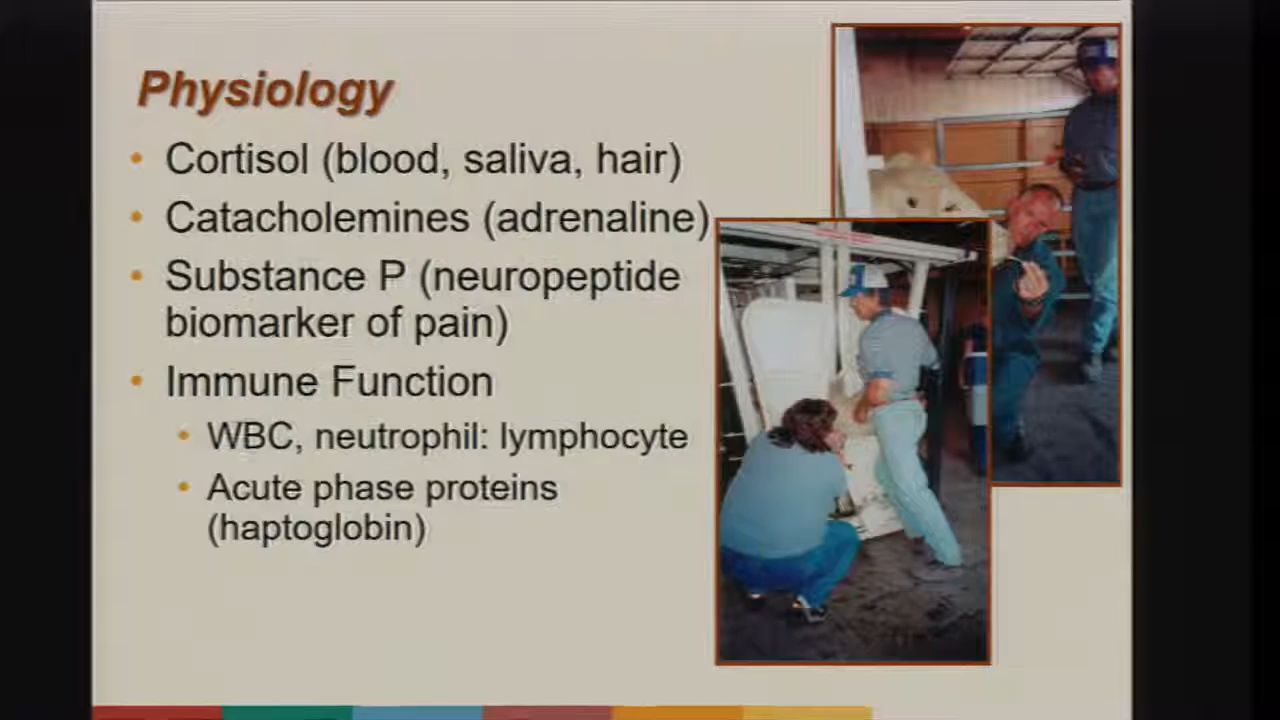 Physiology
• Cortisol (blood, saliva, hair)
• Catacholemines (adrenaline)
• Substance P (neuropeptide
biomarker of pain)
• Immune Function
• WBC, neutrophil: lymphocyte
• Acute phase proteins
(haptoglobin)